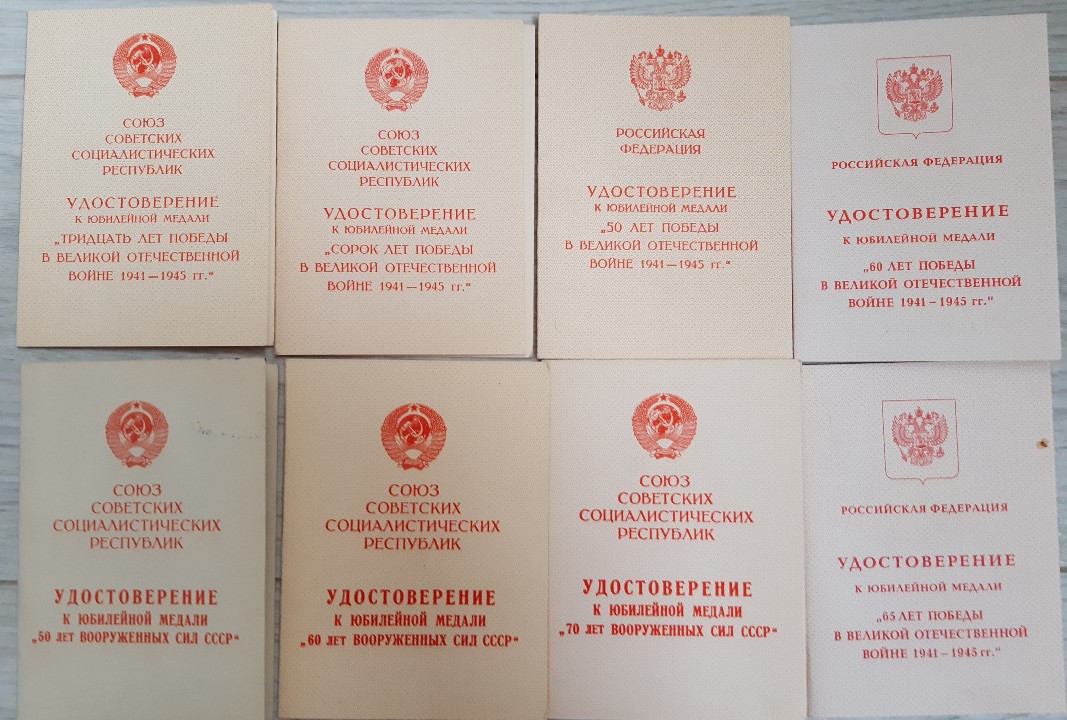 СОЮЗ
СОВЕТСКИХ
СОЦИАЛИСТИЧЕСКИХ
РЕСПУБЛИК
УДОСТОВЕРЕНИЕ
К ЮБИЛЕЙНОЙ МЕДАЛИ
„ТРИДЦАТЬ ЛЕТ ПОБЕДЫ
В ВЕЛИКОЙ ОТЕЧЕСТВЕННОЙ
ВОЙНЕ 1941—1945 гг.“
СОЮЗ
СОВЕТСКИХ
СОЦИАЛИСТИЧЕСКИХ
РЕСПУБЛИК
УДОСТОВЕРЕНИЕ
К ЮБИЛЕЙНОЙ МЕДАЛИ
„СОРОК ЛЕТ ПОБЕДЫ
В ВЕЛИКОЙ ОТЕЧЕСТВЕННОЙ
ВОЙНЕ 1941—1945 гг.“
РОССИЙСКАЯ
ФЕДЕРАЦИЯ
УДОСТОВЕРЕНИЕ
К ЮБИЛЕЙНОЙ МЕДАЛИ
„50 ЛЕТ ПОБЕДЫ
В ВЕЛИКОЙ ОТЕЧЕСТВЕННОЙ
ВОЙНЕ 1941—1945 гг.“
РОССИЙСКАЯ ФЕДЕРАЦИЯ
УДОСТОВЕРЕНИЕ
К ЮБИЛЕЙНОЙ МЕДАЛИ
„60 ЛЕТ ПОБЕДЫ
В ВЕЛИКОЙ ОТЕЧЕСТВЕННОЙ
ВОЙНЕ 1941–1945 гг.“
СОЮЗ
СОВЕТСКИХ
СОЦИАЛИСТИЧЕСКИХ
РЕСПУБЛИК
УДОСТОВЕРЕНИЕ
К ЮБИЛЕЙНОЙ МЕДАЛИ
„50 ЛЕТ ВООРУЖЕННЫХ СИЛ СССР“
СОЮЗ
СОВЕТСКИХ
СОЦИАЛИСТИЧЕСКИХ
РЕСПУБЛИК
УДОСТОВЕРЕНИЕ
К ЮБИЛЕЙНОЙ МЕДАЛИ
„60 ЛЕТ ВООРУЖЕННЫХ СИЛ СССР“
СОЮЗ
СОВЕТСКИХ
СОЦИАЛИСТИЧЕСКИХ
РЕСПУБЛИК
УДОСТОВЕРЕНИЕ
К ЮБИЛЕЙНОЙ МЕДАЛИ
„70 ЛЕТ ВООРУЖЕННЫХ СИЛ СССР“
РОССИЙСКАЯ ФЕДЕРАЦИЯ
УДОСТОВЕРЕНИЕ
К ЮБИЛЕЙНОЙ МЕДАЛИ
„65 ЛЕТ ПОБЕДЫ
В ВЕЛИКОЙ ОТЕЧЕСТВЕННОЙ
ВОЙНЕ 1941–1945 гг.“